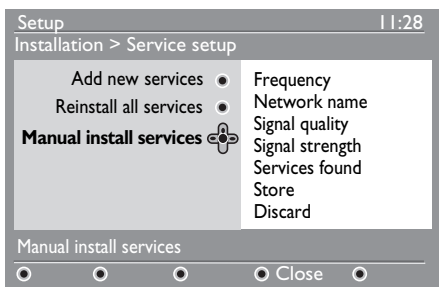 Setup 11:28
Installation > Service setup
Add new services
Reinstall all services
Manual install services
Frequency
Network name
Signal quality
Signal strength
Services found
Store
Discard
Manual install services
Close